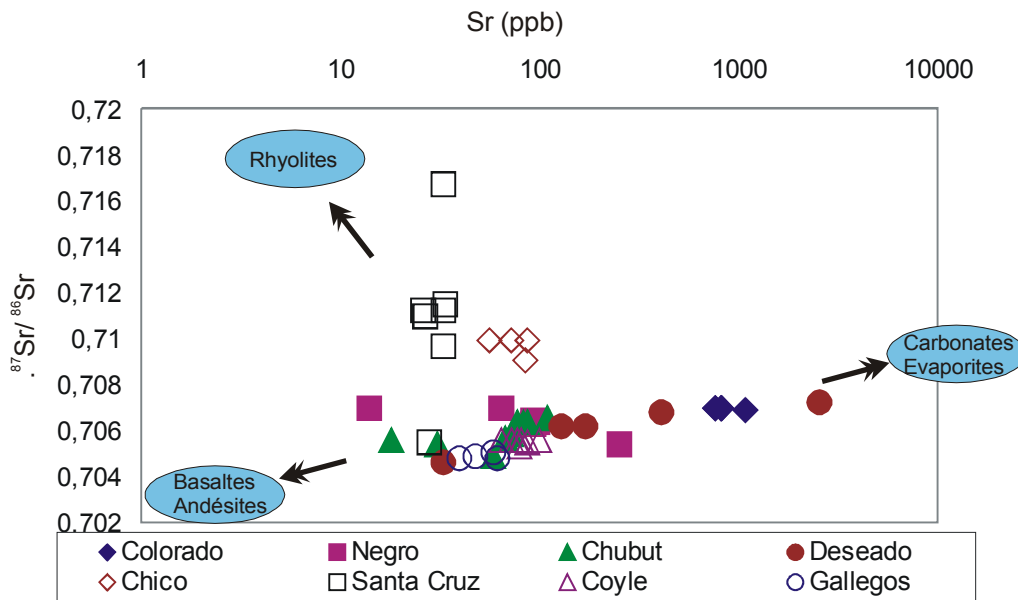 Sr (ppb)
1 10 100 1000 10000
0,72
0,718
0,716
0,714
0,712
0,71
0,708
0,706
0,704
0.702
. ⁸⁷Sr/ ⁸⁶Sr
Rhyolites
Carbonates
Evaporites
Basaltes
Andésites
Colorado Negro Chubut Deseado
Chico Santa Cruz Coyle Gallegos